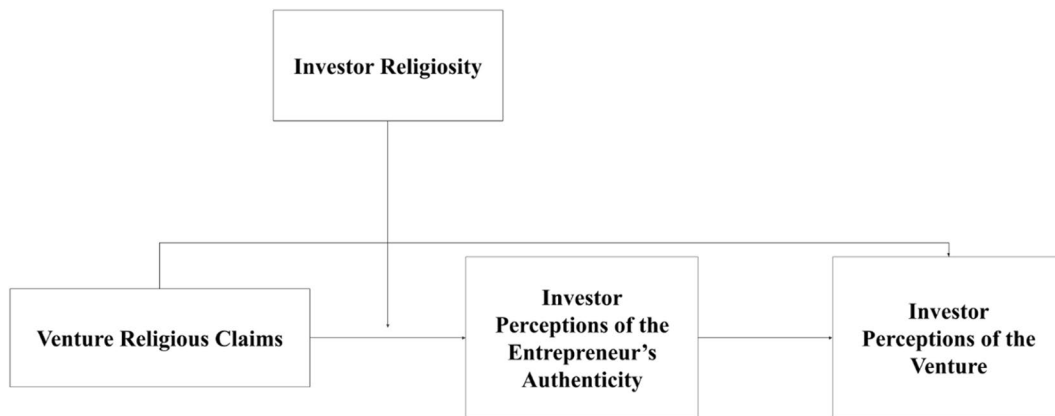 Investor Religiosity
Venture Religious Claims
Investor
Perceptions of the
Entrepreneur’s
Authenticity
Investor
Perceptions of the
Venture